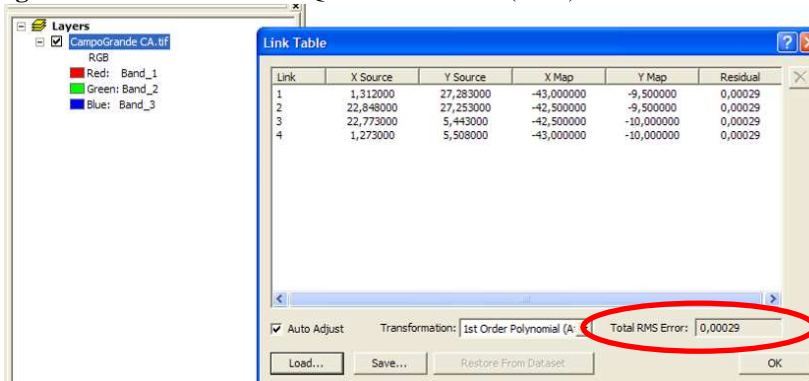 Layers
CampoGrande CA.tif
RGB
Red: Band_1
Green: Band_2
Blue: Band_3
Link Table
Link X Source Y Source X Map Y Map Residual
1 1,312000 27,283000 -43,000000 -9,500000 0,00029
2 22,848000 27,253000 -42,500000 -9,500000 0,00029
3 22,773000 5,443000 -42,500000 -10,000000 0,00029
4 1,273000 5,508000 -43,000000 -10,000000 0,00029
Auto Adjust Transformation: 1st Order Polynomial (A Total RMS Error: 0,00029
Load... Save... Restore From Dataset OK